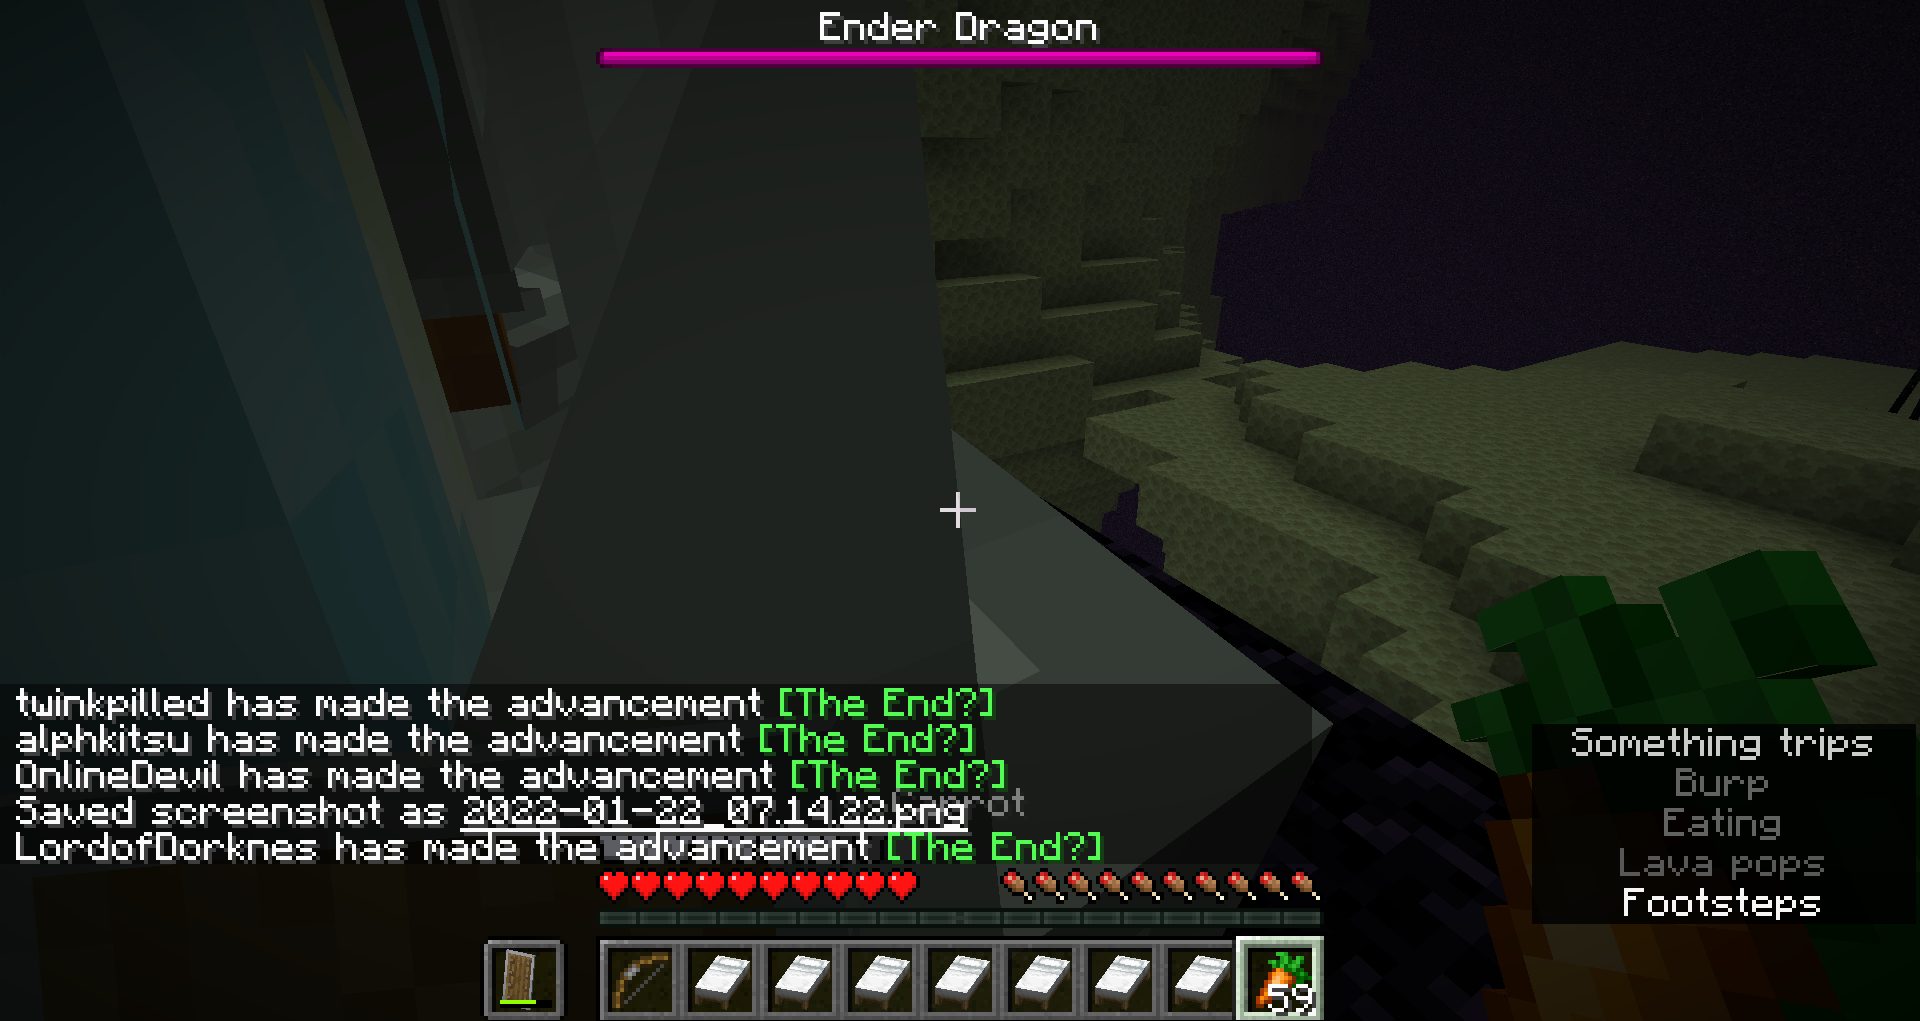 Ender Dragon
twinkpilled has made the advancement [The End?]
alphkitsu has made the advancement [The End?]
OnlineDevil has made the advancement [The End?]
Saved screenshot as 2022-01-22_07.14.22.png
Carrot
LordofDorknes has made the advancement [The End?]
Something trips
Burp
Eating
Lava pops
Footsteps
59